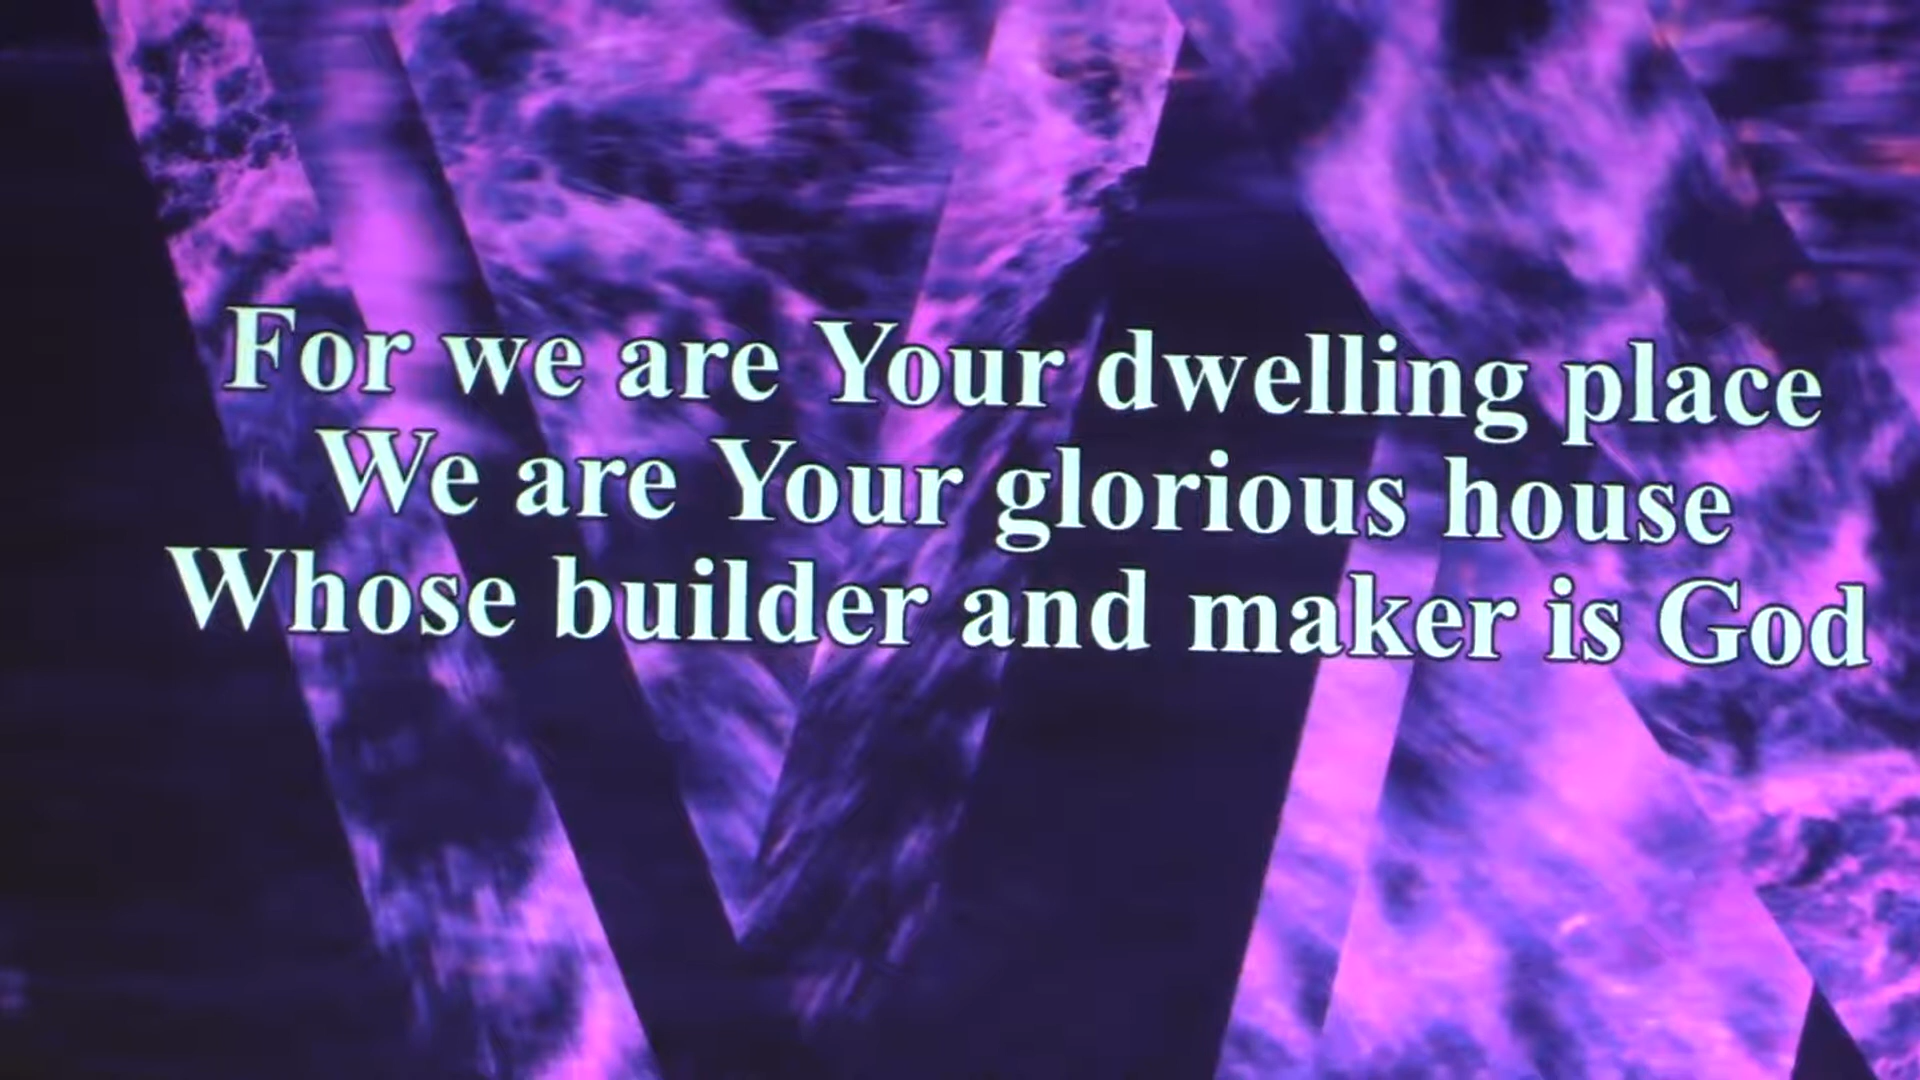 For we are Your dwelling place
We are Your glorious house
Whose builder and maker is God